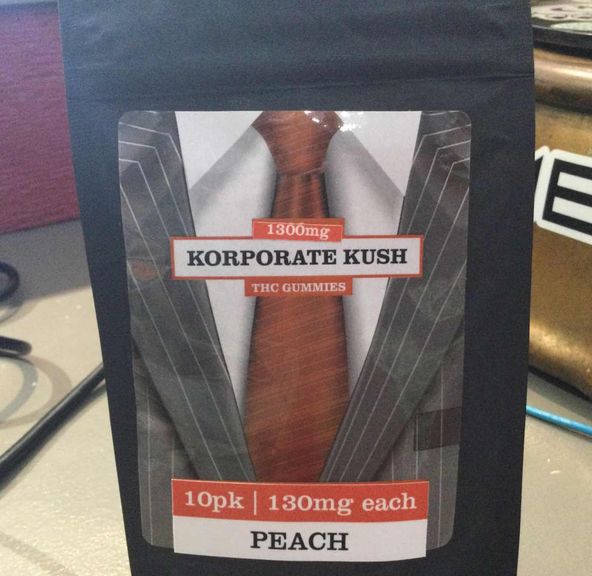 1300mg
KORPORATE KUSH
THC GUMMIES
10pk | 130mg each
PEACH